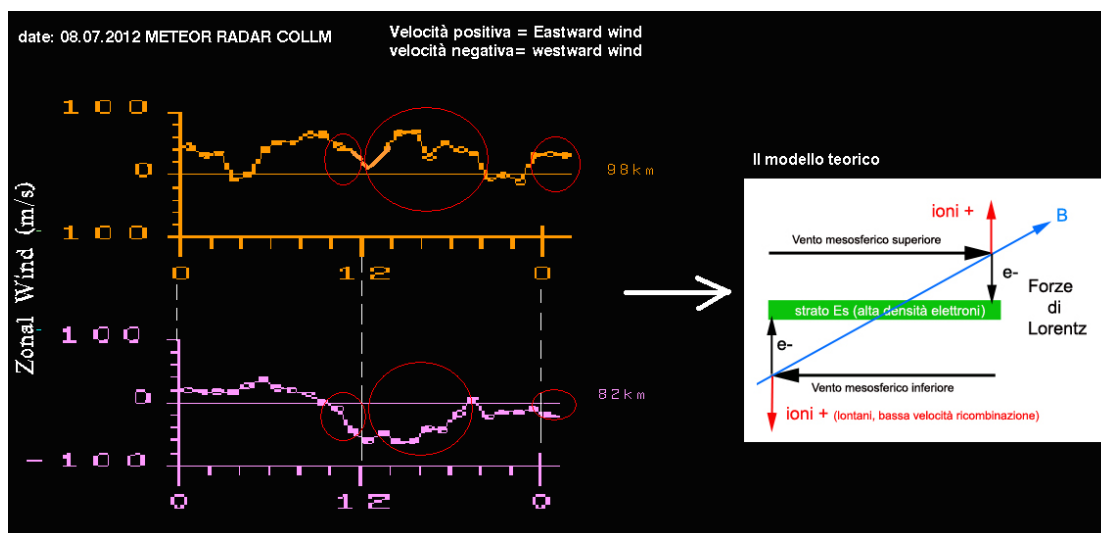 date: 08.07.2012 METEOR RADAR COLLM
Velocità positiva = Eastward wind
velocità negativa= westward wind
Zonal Wind (m/s)
100
0
100
98km
0
12
0
100
0
- 100
82km
0
12
0
Il modello teorico
ioni +
B
Vento mesosferico superiore
e-
strato Es (alta densità elettroni)
Forze
di
Lorentz
e-
Vento mesosferico inferiore
ioni + (lontani, bassa velocità ricombinazione)